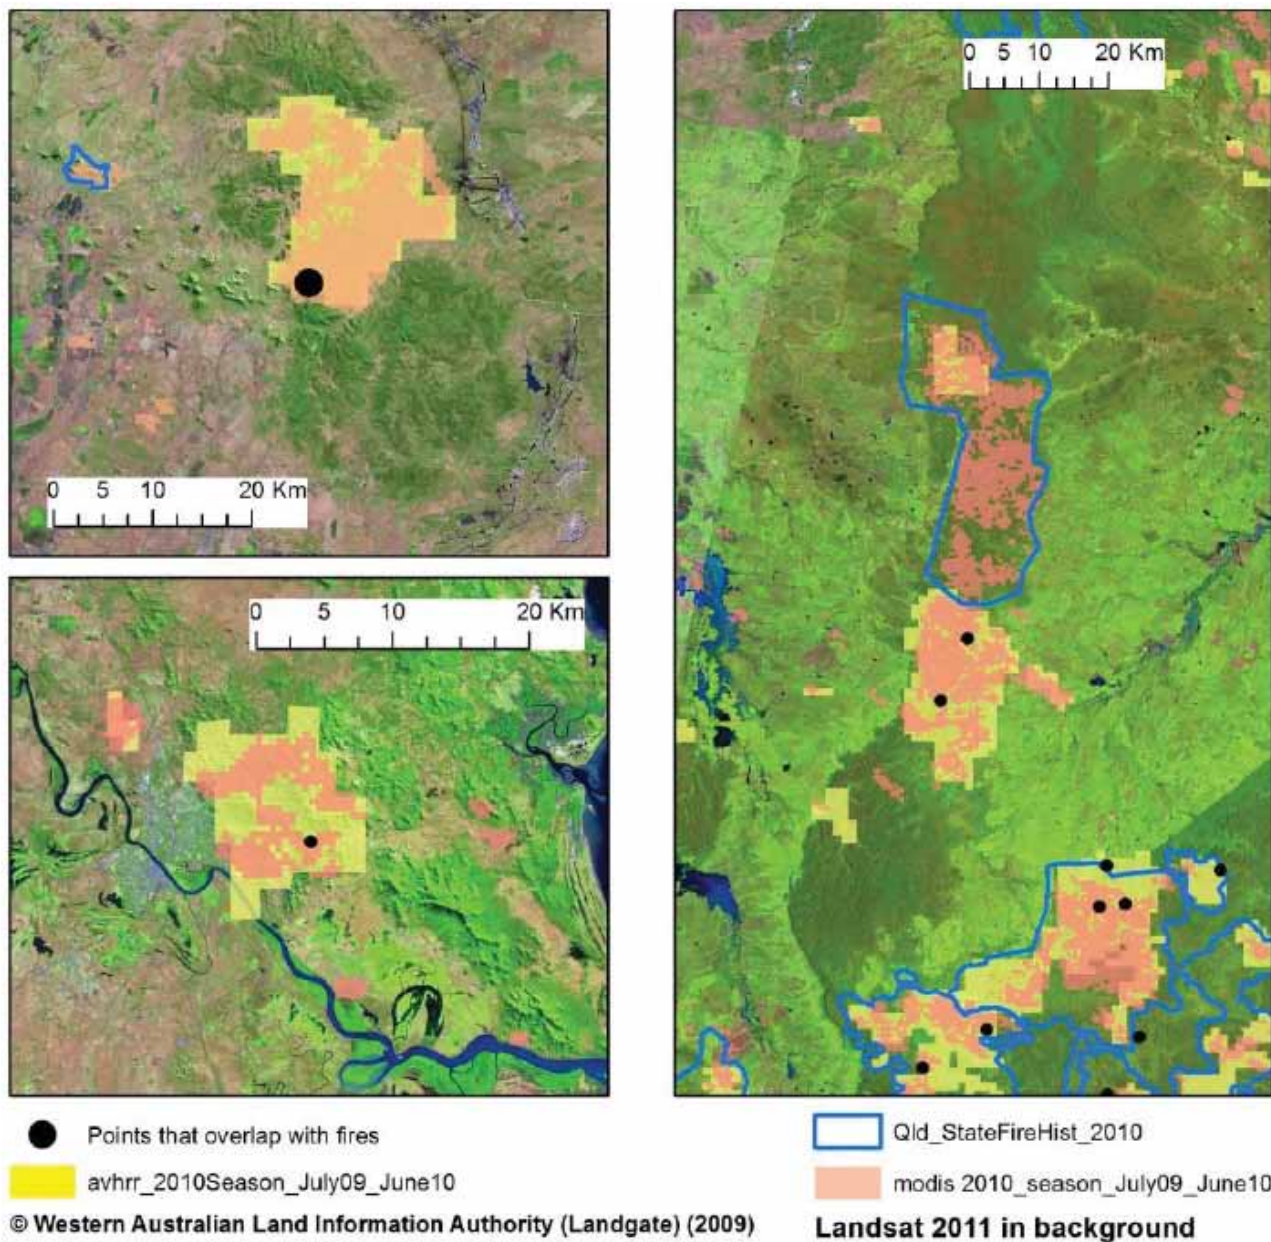 0 5 10 20 Km
0 5 10 20 Km
0 5 10 20 Km
Points that overlap with fires
avhrr_2010Season_July09_June10
© Western Australian Land Information Authority (Landgate) (2009)
Qld_StateFireHist_2010
modis 2010_season_July09_June10
Landsat 2011 in background